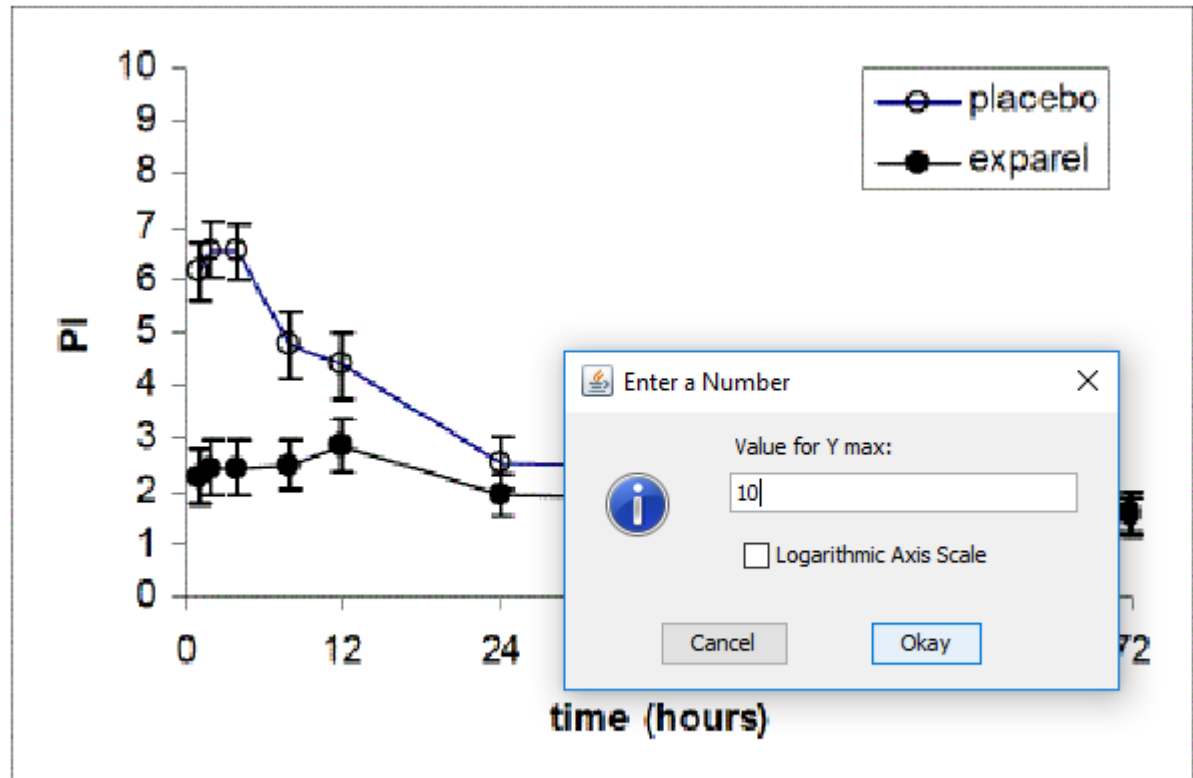 10
9
8
7
6
5
4
3
2
1
0
PI
placebo
exparel
0 12 24 72
time (hours)
Enter a Number
Value for Y max:
10
Logarithmic Axis Scale
Cancel Okay